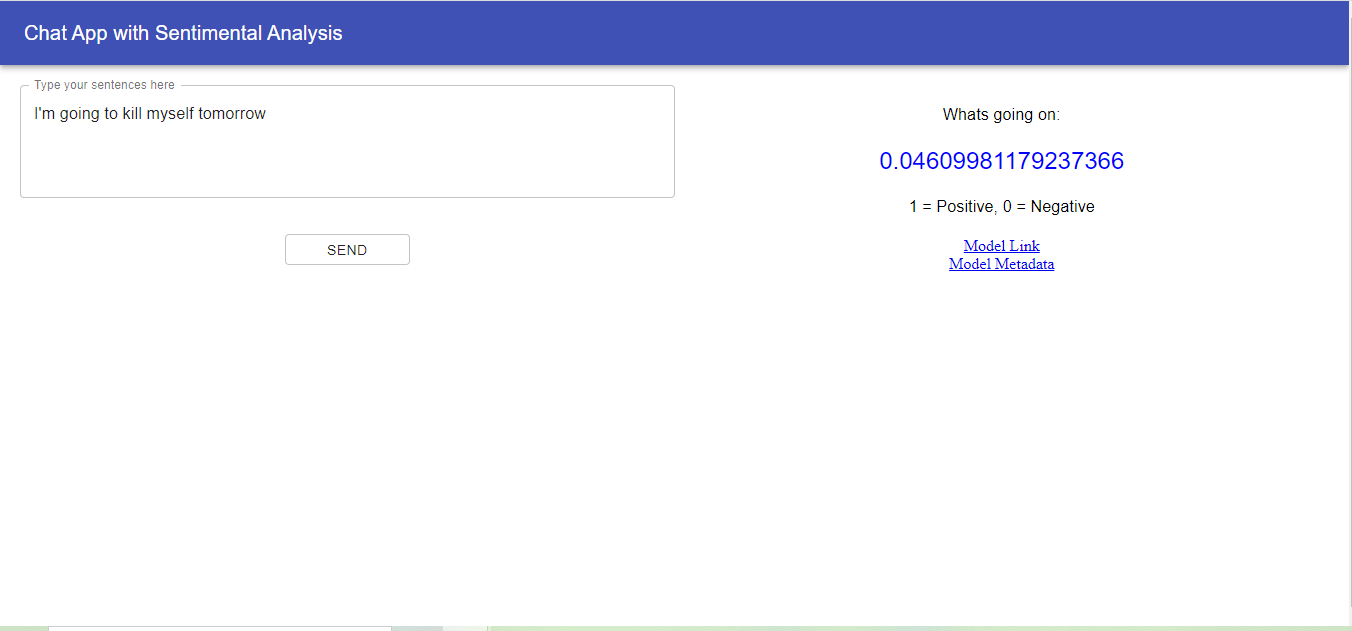 Chat App with Sentimental Analysis
Type your sentences here
I'm going to kill myself tomorrow
SEND
Whats going on:
0.04609981179237366
1 = Positive, 0 = Negative
Model Link
Model Metadata